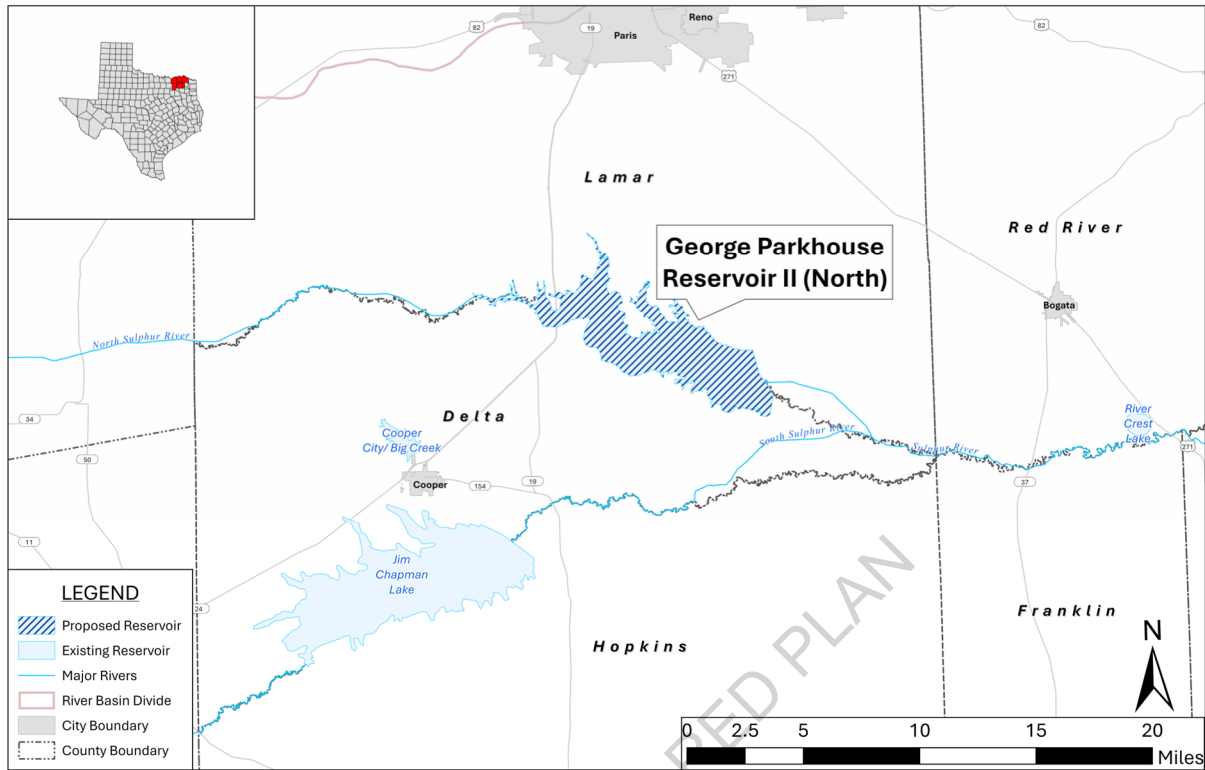 Reno
82
19
Paris
82
271
Lamar
Red River
George Parkhouse
Reservoir II (North)
Bogata
North Sulphur River
34
Delta
Cooper
City/ Big Creek
South Sulphur River
Sulphur River
River
Crest
Lake
271
50
Cooper
154
19
37
11
Jim
Chapman
Lake
24
Hopkins
Franklin
RED PLAN
LEGEND
Proposed Reservoir
Existing Reservoir
Major Rivers
River Basin Divide
City Boundary
County Boundary
N
0 2.5 5 10 15 20
Miles